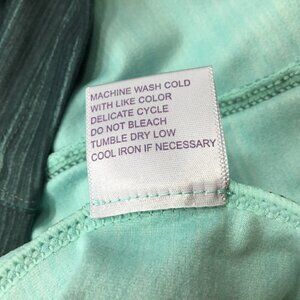 MACHINE WASH COLD
WITH LIKE COLOR
DELICATE CYCLE
DO NOT BLEACH
TUMBLE DRY LOW
COOL IRON IF NECESSARY